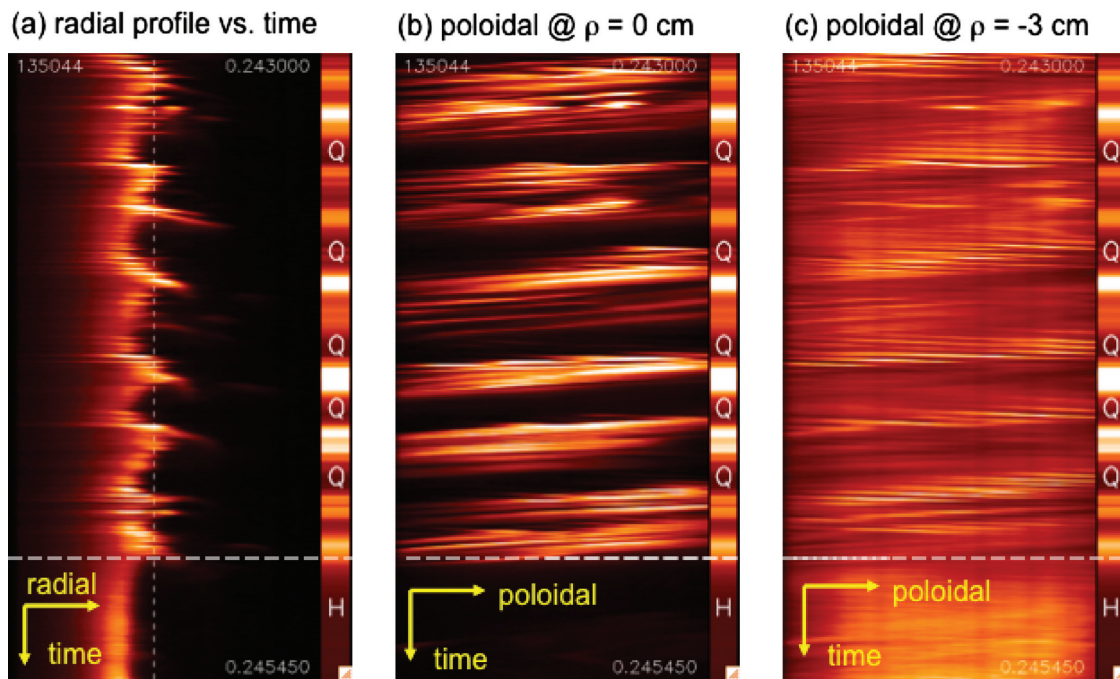 (a) radial profile vs. time
135044 0.243000
Q
Q
Q
Q
Q
radial
time
H
0.245450
(b) poloidal @ ρ = 0 cm
135044 0.243000
Q
Q
Q
Q
Q
poloidal
time
H
0.245450
(c) poloidal @ ρ = -3 cm
135044 0.243000
Q
Q
Q
Q
Q
poloidal
time
H
0.245450